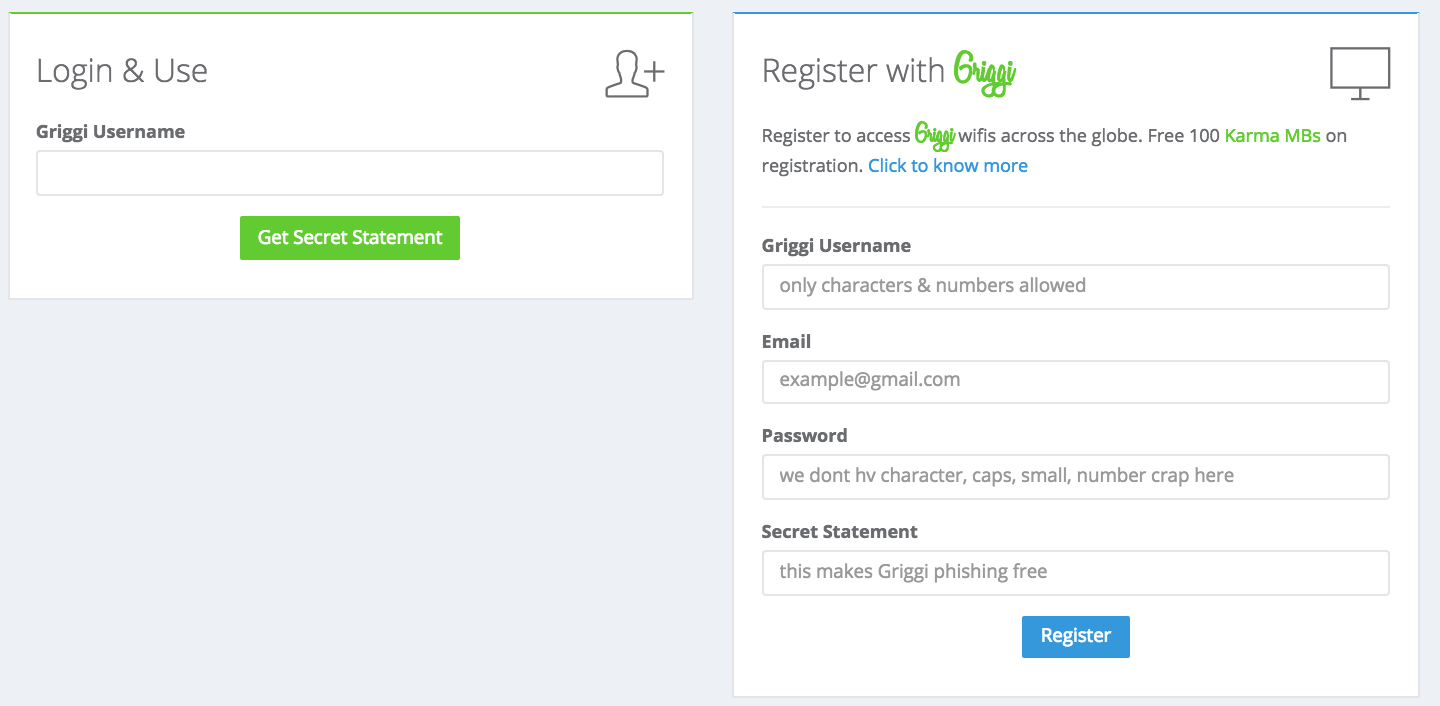 Login & Use
Griggi Username
Get Secret Statement
Register with Griggi
Register to access Griggi wifis across the globe. Free 100 Karma MBs on
registration. Click to know more
Griggi Username
only characters & numbers allowed
Email
example@gmail.com
Password
we dont hv character, caps, small, number crap here
Secret Statement
this makes Griggi phishing free
Register